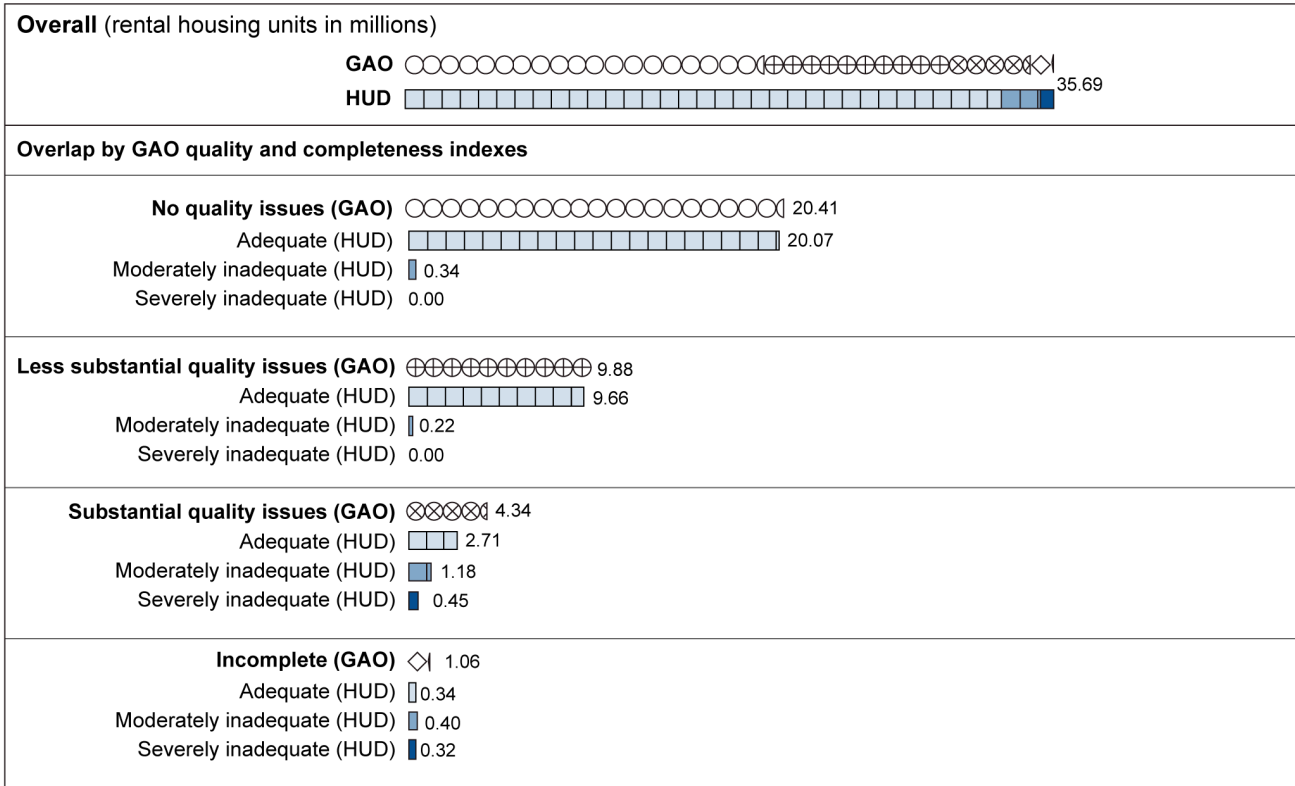 Overall (rental housing units in millions)
GAO
35.69
HUD
Overlap by GAO quality and completeness indexes
No quality issues (GAO) 20.41
Adequate (HUD) 20.07
Moderately inadequate (HUD) 0.34
Severely inadequate (HUD) 0.00
Less substantial quality issues (GAO) 9.88
Adequate (HUD) 9.66
Moderately inadequate (HUD) 0.22
Severely inadequate (HUD) 0.00
Substantial quality issues (GAO) 4.34
Adequate (HUD) 2.71
Moderately inadequate (HUD) 1.18
Severely inadequate (HUD) 0.45
Incomplete (GAO) 1.06
Adequate (HUD) 0.34
Moderately inadequate (HUD) 0.40
Severely inadequate (HUD) 0.32